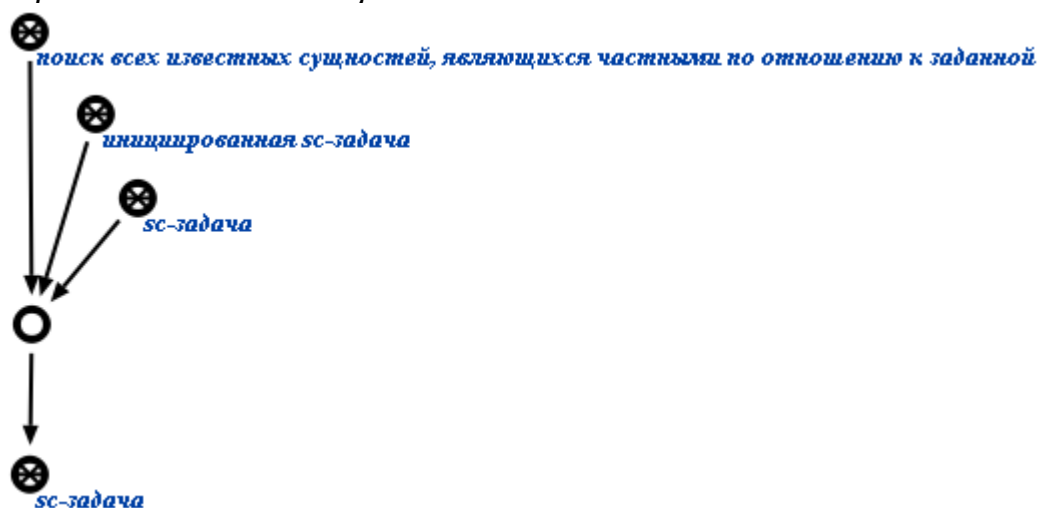 поиск всех известных сущностей, являющихся частными по отношению к заданной
инициированная sc-задача
sc-задача
sc-задача